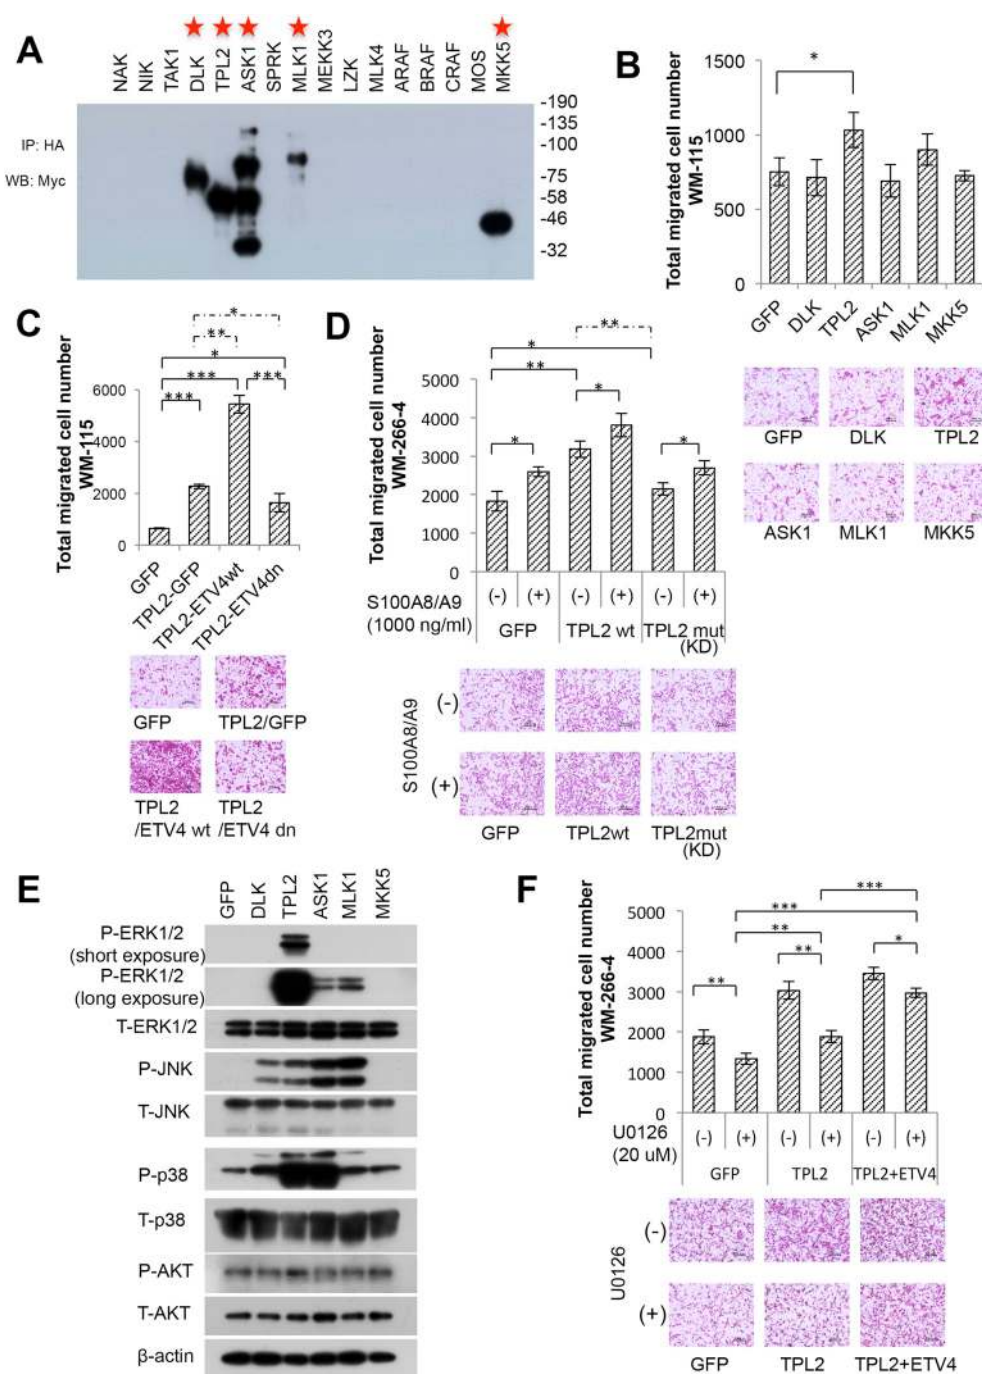 A
NAK
NIK
TAK1
DLK
TPL2
ASK1
SPRK
MLK1
MEKK3
LZK
MLK4
ARAF
BRAF
CRAF
MOS
MKK5
IP: HA
WB: Myc
-190
-135
-100
-75
-58
-46
-32
B
Total migrated cell number
WM-115
1500
1000
500
0
*
GFP
DLK
TPL2
ASK1
MLK1
MKK5
GFP DLK TPL2
ASK1 MLK1 MKK5
C
Total migrated cell number
WM-115
*
**
*
***
***
***
6000
4000
2000
0
GFP
TPL2-GFP
TPL2-ETV4wt
TPL2-ETV4dn
GFP TPL2/GFP
TPL2 TPL2
/ETV4 wt /ETV4 dn
D
Total migrated cell number
WM-266-4
**
*
**
*
*
*
5000
4000
3000
2000
1000
0
S100A8/A9
(1000 ng/ml)
(-) (+) (-) (+) (-) (+)
GFP TPL2 wt TPL2 mut
(KD)
S100A8/A9
(-)
(+)
GFP TPL2wt TPL2mut
(KD)
E
GFP
DLK
TPL2
ASK1
MLK1
MKK5
P-ERK1/2
(short exposure)
P-ERK1/2
(long exposure)
T-ERK1/2
P-JNK
T-JNK
P-p38
T-p38
P-AKT
T-AKT
β-actin
F
Total migrated cell number
WM-266-4
***
***
**
**
**
*
5000
4000
3000
2000
1000
0
U0126
(20 uM)
(-) (+) (-) (+) (-) (+)
GFP TPL2 TPL2+ETV4
U0126
(-)
(+)
GFP TPL2 TPL2+ETV4